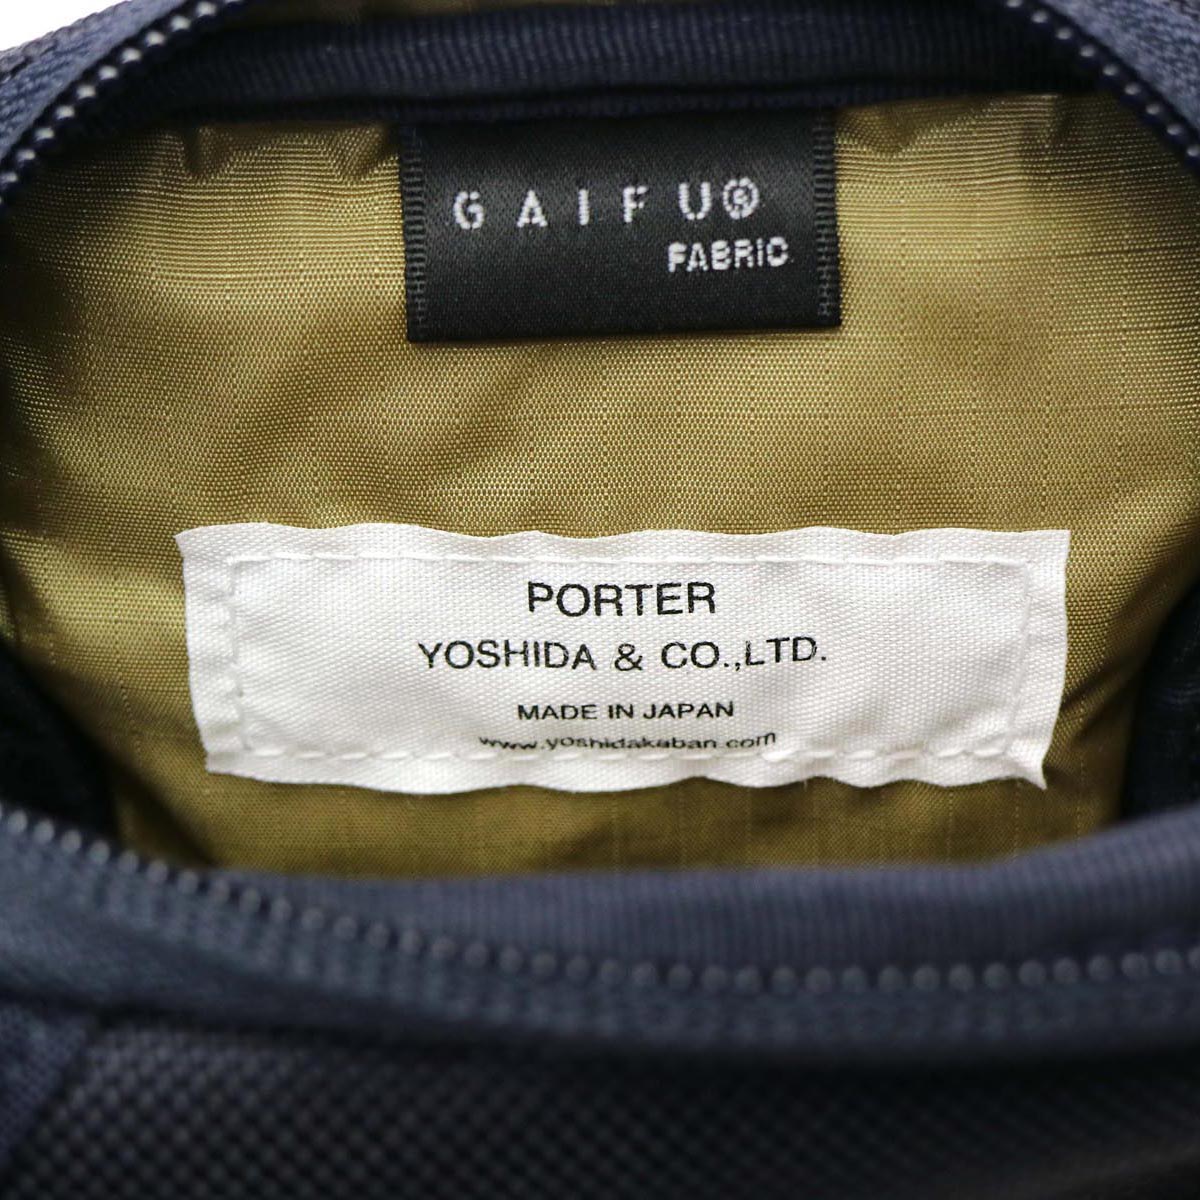 GAIFU®
FABRIC
PORTER
YOSHIDA & CO.,LTD.
MADE IN JAPAN
www.yoshidakaban.com